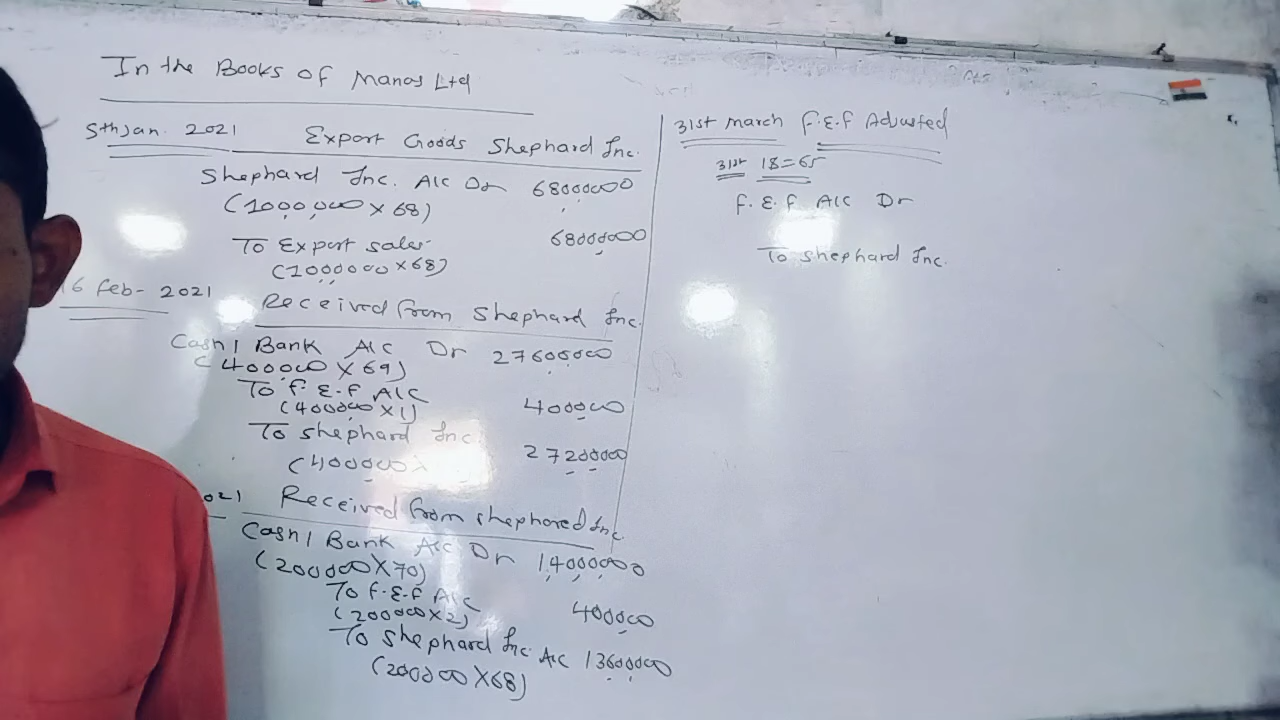 In the Books of Manas Ltd
5th Jan. 2021 Export Goods Shephard Inc.
Shephard Inc. A/c Dr 68000000
(1000,000 X 68)
To Export sales 68000000
(1000000 X 68)
16 Feb- 2021 Received from shephard Inc.
Cash / Bank A/c Dr 27600000
(400000 X 69)
To F.E.F A/C
(400000 X 1) 400000
To shephard Inc. 27200000
(400000 X
2021 Received from shephored Inc
Cash / Bank A/c Dr 14000000
(200000 X 70)
To F.E.F A/c
(200000 X 2) 400000
To shephard Inc. A/c 13600000
(200000 X 68)
31st march F.E.F Adjusted
31st 1$ = 65
F.E.F A/C Dr
To shephard Inc.